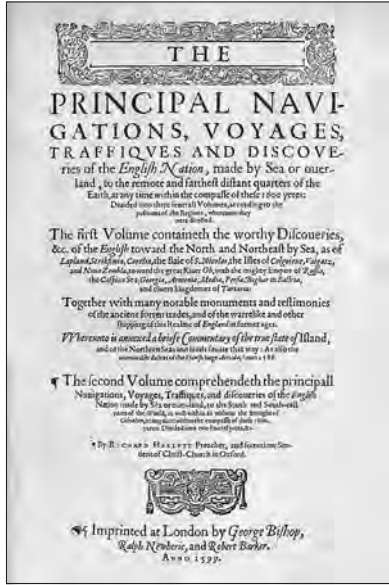 THE
PRINCIPAL NAVI-
GATIONS, VOYAGES,
TRAFFIQVES AND DISCOVE-
ries of the English Nation, made by Sea or ouer-
land, to the remote and farthest distant quarters of the
Earth, at any time within the compasse of these 1600 yeres:
Diuided into three seuerall Volumes, according to the
positions of the Regions, whereunto they
were directed.
The first Volume containeth the worthy Discoueries,
&c. of the English toward the North and Northeast by Sea, as of
Lapland, Scrikfinia, Corelia, the Baie of S. Nicolas, the Isles of Colgoieue, Vaigatz,
and Noua Zembla, toward the great Riuer Ob, with the mighty Empire of Russia,
the Caspian Sea, Georgia, Armenia, Media, Persia, Boghar in Bactria,
and diuers kingdomes of Tartaria:
Together with many notable monuments and testimonies
of the ancient forren trades, and of the warrelike and other
shipping of this Realme of England in former ages.
Whereunto is annexed a briefe Commentary of the true state of Island,
and of the Northren Seas and lands situate that way: As also the
memorable defeat of the Spanish huge Armada, Anno 1588.
¶ The second Volume comprehendeth the principall
Nauigations, Voyages, Traffiques, and discoueries of the English
Nation made by Sea or ouer-land, to the South and South-east
parts of the World, as well within as without the Streight of
Gibraltar, at any time within the compasse of these 1600.
yeres: Diuided into two seueral parts, &c.
¶ By RICHARD HAKLVYT Preacher, and sometime Stu-
dent of Christ-Church in Oxford.
Imprinted at London by George Bishop,
Ralph Newberie, and Robert Barker.
ANNO 1599.